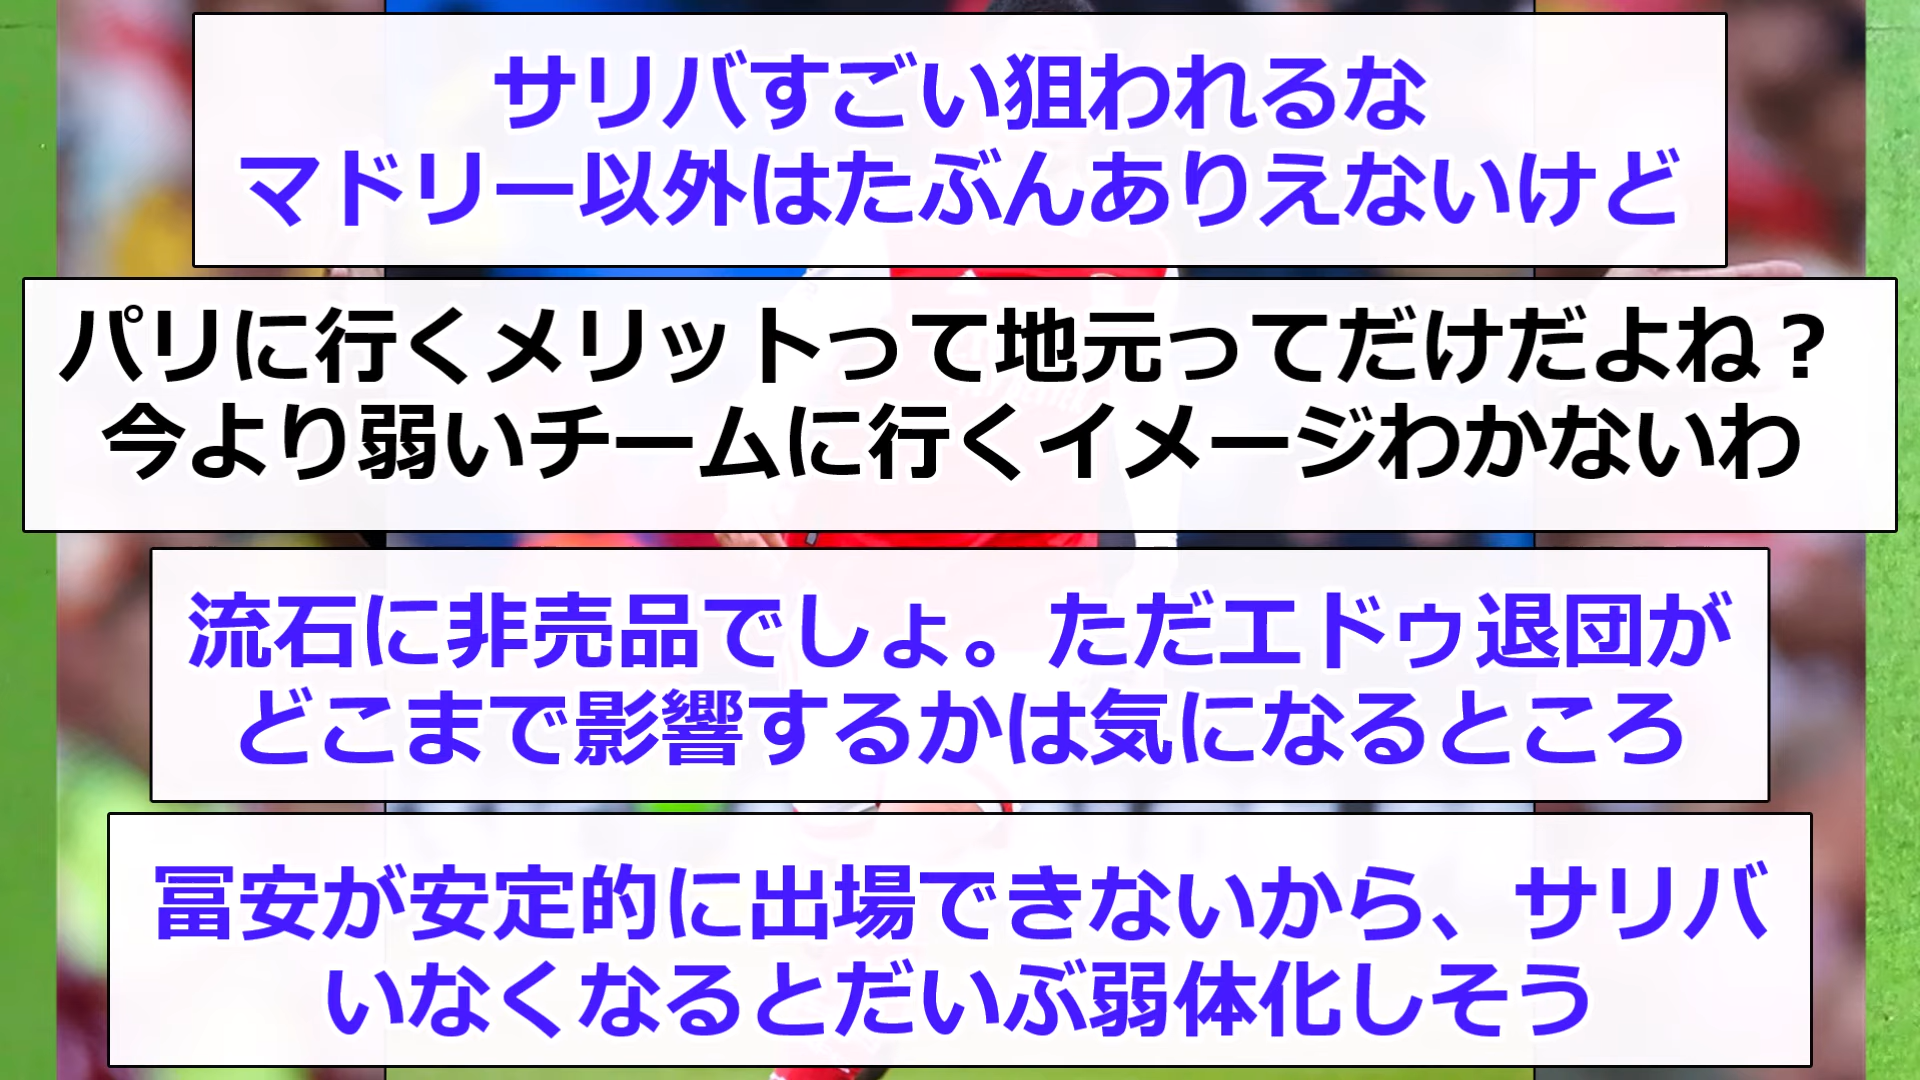 サリバすごい狙われるな
マドリー以外はたぶんありえないけど
パリに行くメリットって地元ってだけだよね？
今より弱いチームに行くイメージわかないわ
流石に非売品でしょ。ただエドゥ退団が
どこまで影響するかは気になるところ
冨安が安定的に出場できないから、サリバ
いなくなるとだいぶ弱体化しそう